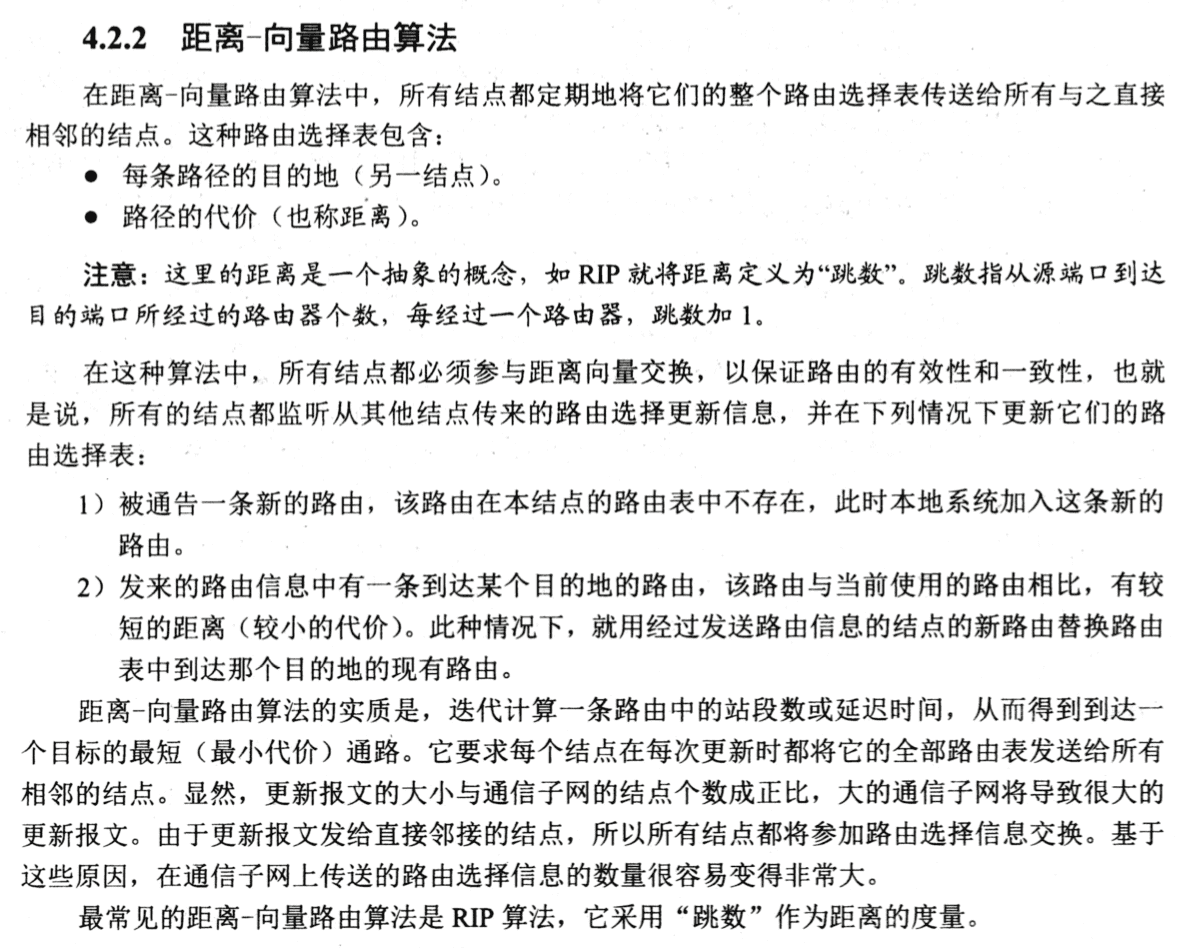 4.2.2 距离-向量路由算法
在距离-向量路由算法中，所有结点都定期地将它们的整个路由选择表传送给所有与之直接
相邻的结点。这种路由选择表包含：
● 每条路径的目的地（另一结点）。
● 路径的代价（也称距离）。
注意：这里的距离是一个抽象的概念，如 RIP 就将距离定义为“跳数”。跳数指从源端口到达
目的端口所经过的路由器个数，每经过一个路由器，跳数加 1。
在这种算法中，所有结点都必须参与距离向量交换，以保证路由的有效性和一致性，也就
是说，所有的结点都监听从其他结点传来的路由选择更新信息，并在下列情况下更新它们的路
由选择表：
1）被通告一条新的路由，该路由在本结点的路由表中不存在，此时本地系统加入这条新的
路由。
2）发来的路由信息中有一条到达某个目的地的路由，该路由与当前使用的路由相比，有较
短的距离（较小的代价）。此种情况下，就用经过发送路由信息的结点的新路由替换路由
表中到达那个目的地的现有路由。
距离-向量路由算法的实质是，迭代计算一条路由中的站段数或延迟时间，从而得到到达一
个目标的最短（最小代价）通路。它要求每个结点在每次更新时都将它的全部路由表发送给所有
相邻的结点。显然，更新报文的大小与通信子网的结点个数成正比，大的通信子网将导致很大的
更新报文。由于更新报文发给直接邻接的结点，所以所有结点都将参加路由选择信息交换。基于
这些原因，在通信子网上传送的路由选择信息的数量很容易变得非常大。
最常见的距离-向量路由算法是 RIP 算法，它采用“跳数”作为距离的度量。